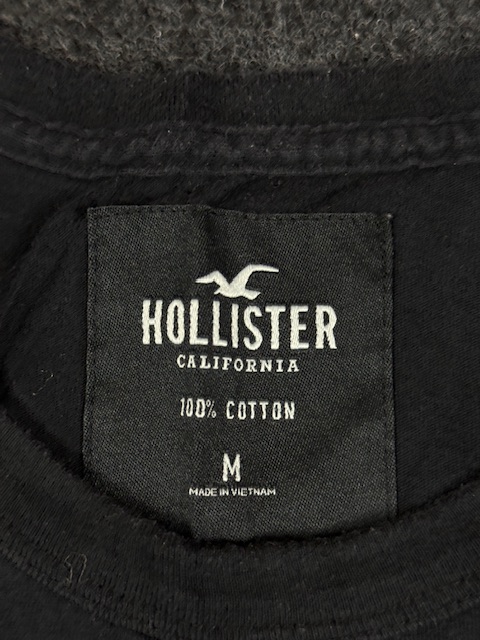 HOLLISTER
CALIFORNIA
100% COTTON
M
MADE IN VIETNAM